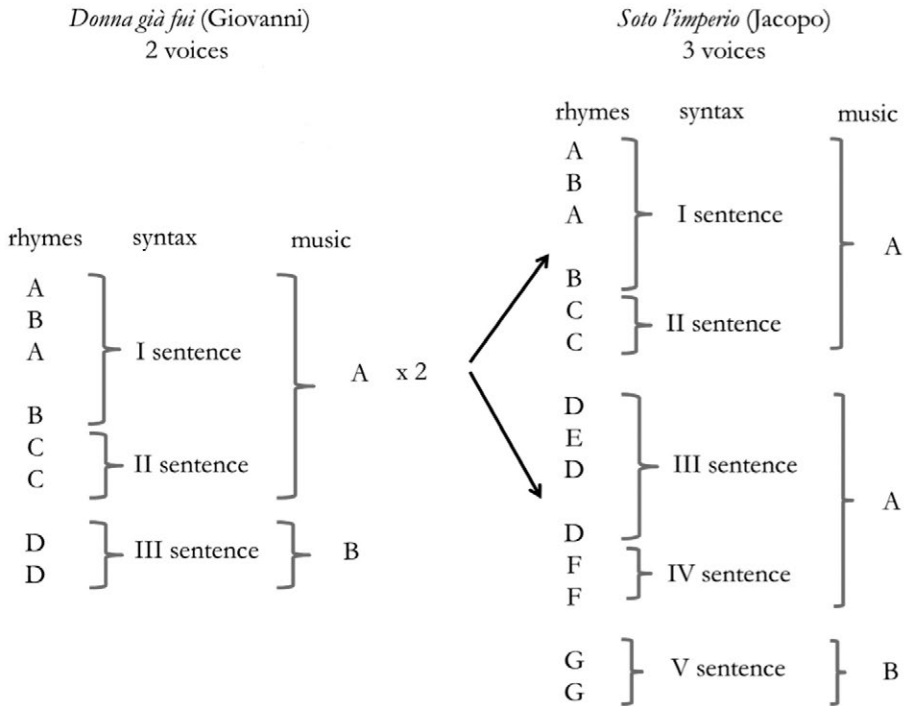 Donna già fui (Giovanni)
2 voices
rhymes syntax music
A
B
A
I sentence
B
C
C
II sentence
A x 2
D
D
III sentence
B
Soto l’imperio (Jacopo)
3 voices
rhymes syntax music
A
B
A
I sentence
B
C
C
II sentence
A
D
E
D
III sentence
D
F
F
IV sentence
A
G
G
V sentence
B